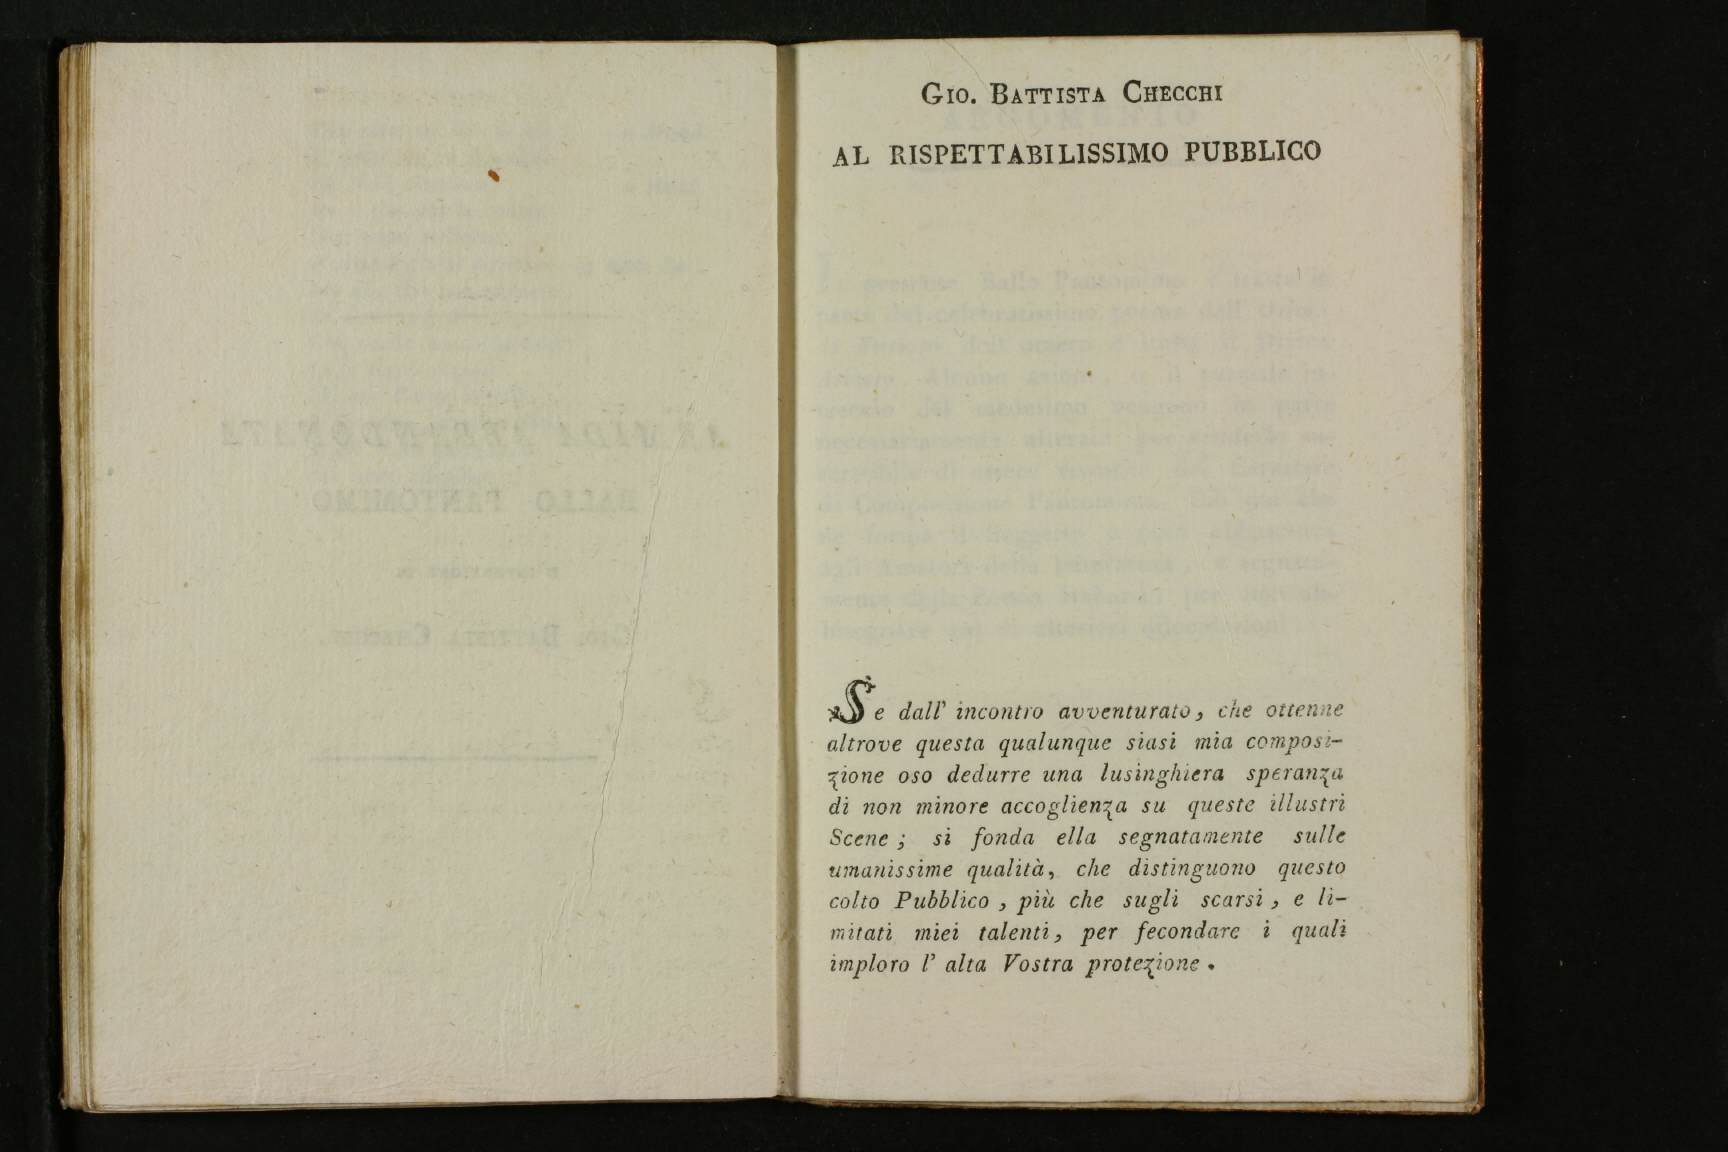 GIO. BATTISTA CHECCHI
AL RISPETTABILISSIMO PUBBLICO
Se dall' incontro avventurato, che ottenne
altrove questa qualunque siasi mia composi-
zione oso dedurre una lusinghiera speranza
di non minore accoglienza su queste illustri
Scene ; si fonda ella segnatamente sulle
umanissime qualità, che distinguono questo
colto Pubblico , più che sugli scarsi , e li-
mitati miei talenti, per fecondare i quali
imploro l' alta Vostra protezione .